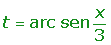 t = arc sen x/3